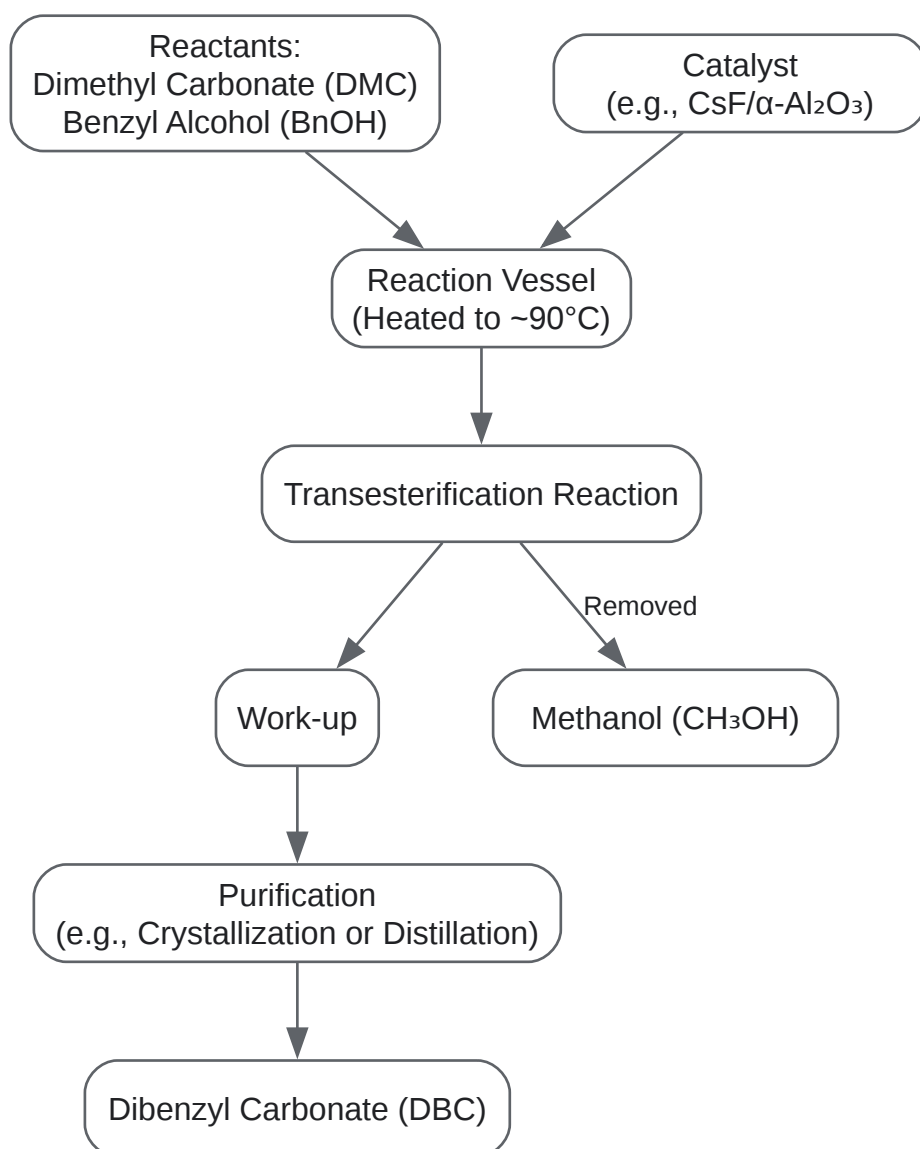 Reactants:
Dimethyl Carbonate (DMC)
Benzyl Alcohol (BnOH)
Catalyst
(e.g., CsF/α-Al₂O₃)
Reaction Vessel
(Heated to ~90°C)
Transesterification Reaction
Removed
Work-up
Methanol (CH₃OH)
Purification
(e.g., Crystallization or Distillation)
Dibenzyl Carbonate (DBC)